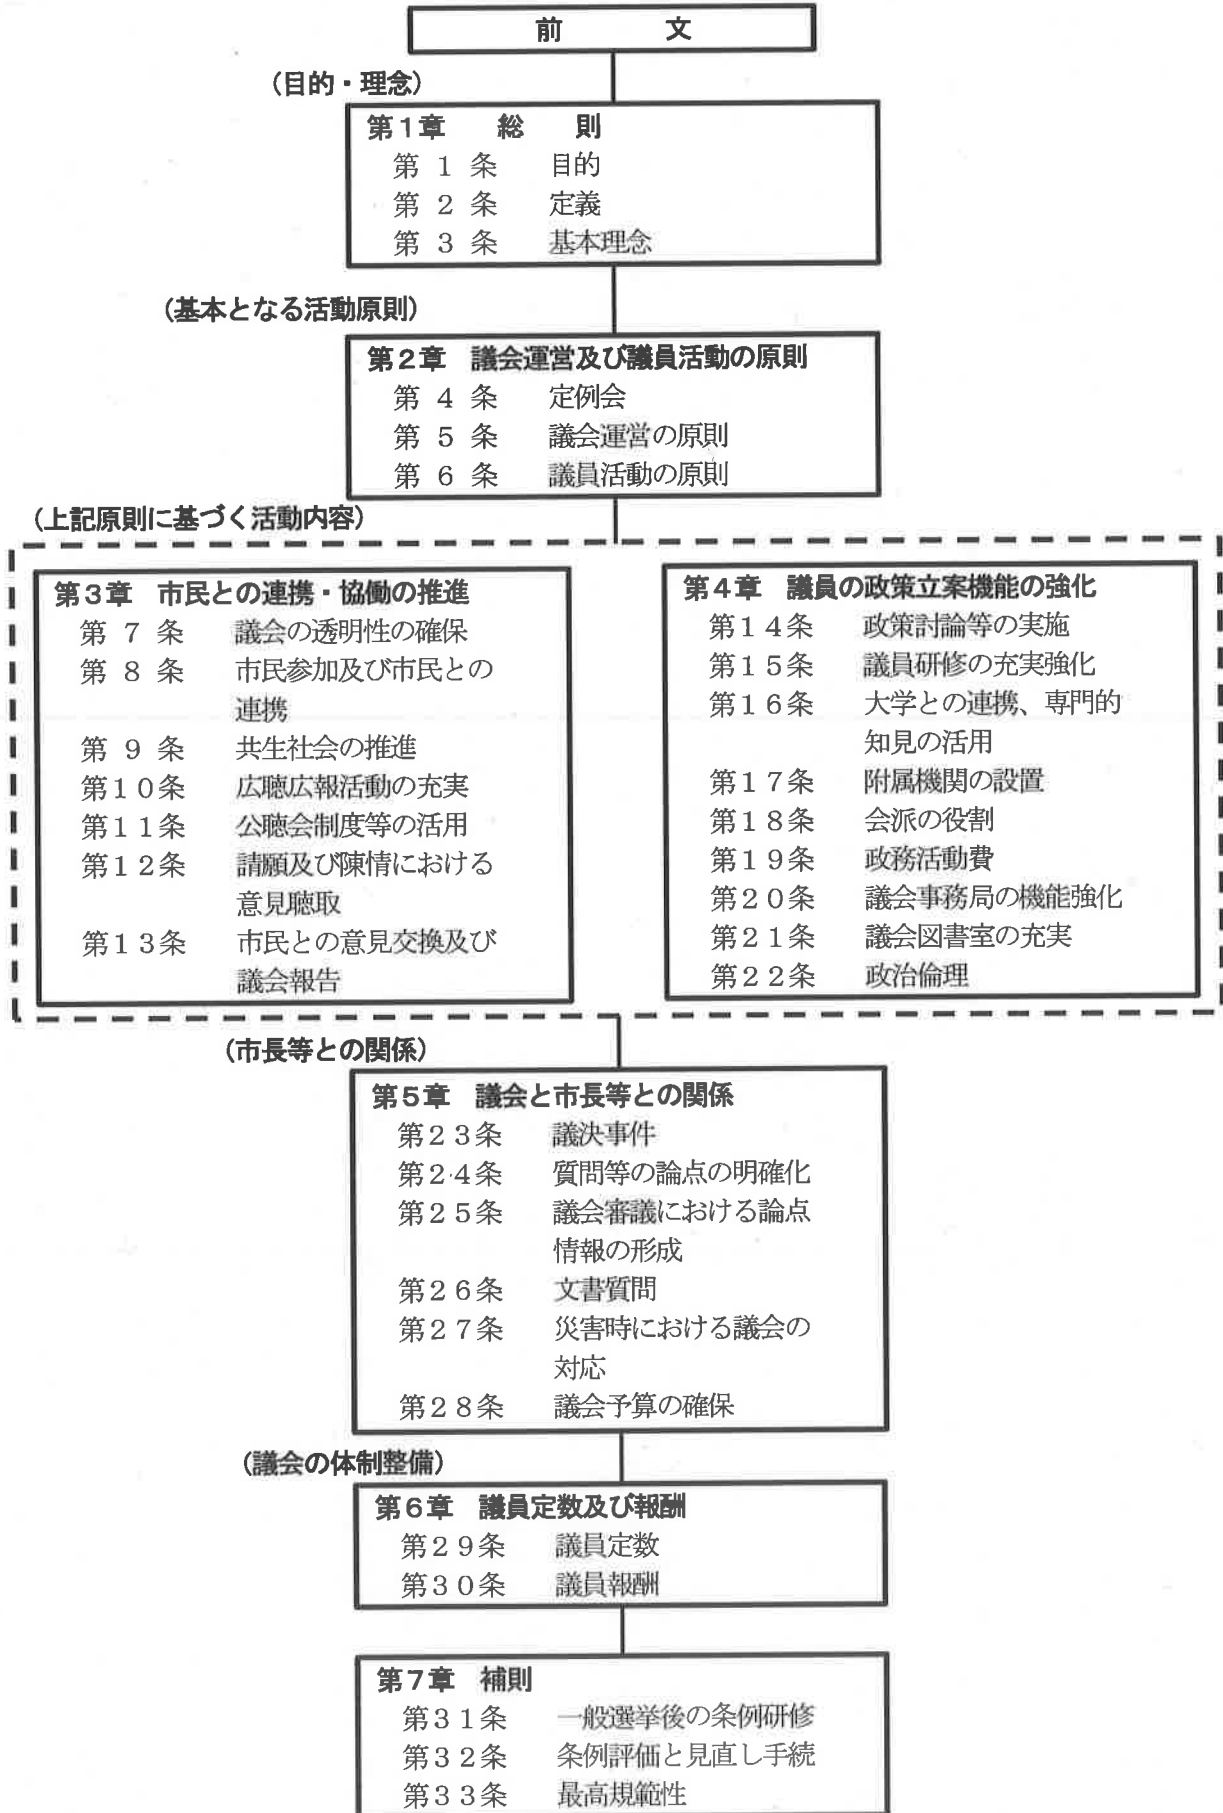 前　文
(目的・理念)
第1章　総　則
第 1 条　目的
第 2 条　定義
第 3 条　基本理念
(基本となる活動原則)
第2章　議会運営及び議員活動の原則
第 4 条　定例会
第 5 条　議会運営の原則
第 6 条　議員活動の原則
(上記原則に基づく活動内容)
第3章　市民との連携・協働の推進
第 7 条　議会の透明性の確保
第 8 条　市民参加及び市民との
連携
第 9 条　共生社会の推進
第10条　広聴広報活動の充実
第11条　公聴会制度等の活用
第12条　請願及び陳情における
意見聴取
第13条　市民との意見交換及び
議会報告
第4章　議員の政策立案機能の強化
第14条　政策討論等の実施
第15条　議員研修の充実強化
第16条　大学との連携、専門的
知見の活用
第17条　附属機関の設置
第18条　会派の役割
第19条　政務活動費
第20条　議会事務局の機能強化
第21条　議会図書室の充実
第22条　政治倫理
(市長等との関係)
第5章　議会と市長等との関係
第23条　議決事件
第24条　質問等の論点の明確化
第25条　議会審議における論点
情報の形成
第26条　文書質問
第27条　災害時における議会の
対応
第28条　議会予算の確保
(議会の体制整備)
第6章　議員定数及び報酬
第29条　議員定数
第30条　議員報酬
第7章　補則
第31条　一般選挙後の条例研修
第32条　条例評価と見直し手続
第33条　最高規範性